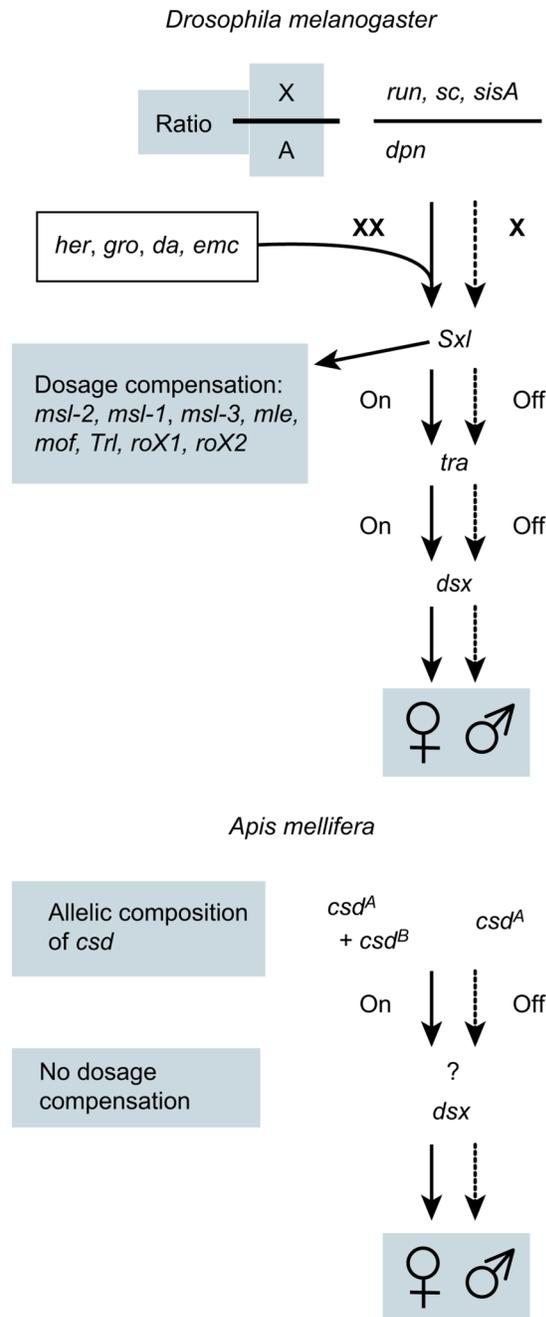 Drosophila melanogaster
Ratio
X
A
run, sc, sisA
dpn
XX
X
her, gro, da, emc
Sxl
Dosage compensation:
msl-2, msl-1, msl-3, mle,
mof, Trl, roX1, roX2
On
Off
tra
On
Off
dsx
♀ ♂
Apis mellifera
Allelic composition
of csd
csdA
+ csdB
csdA
On
Off
No dosage
compensation
?
dsx
♀ ♂